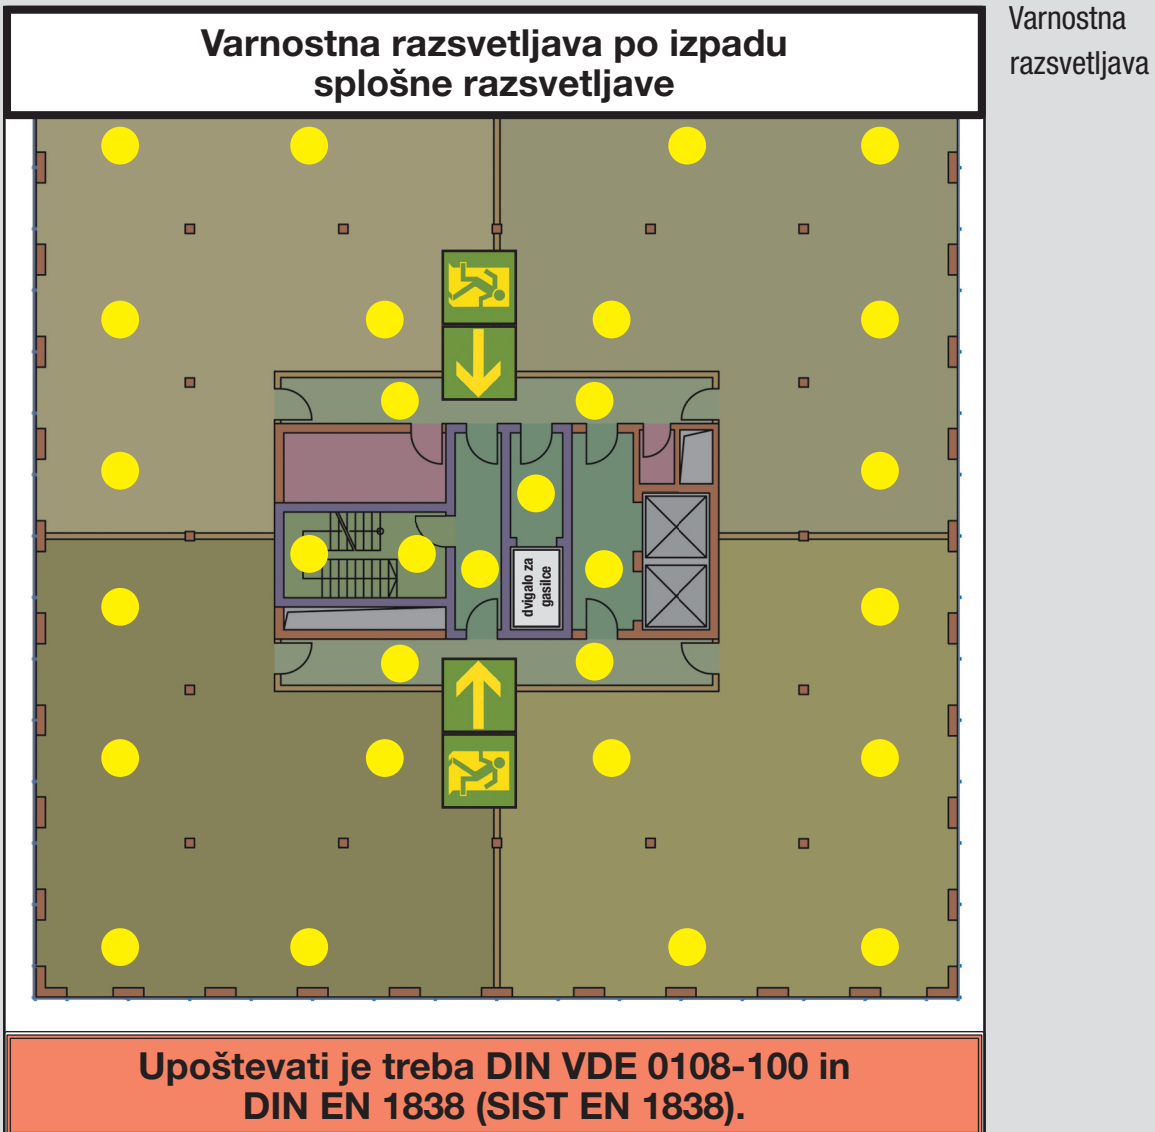 Varnostna razsvetljava po izpadu
splošne razsvetljave
Varnostna
razsvetljava
dvigalo za
gasilce
Upoštevati je treba DIN VDE 0108-100 in
DIN EN 1838 (SIST EN 1838).